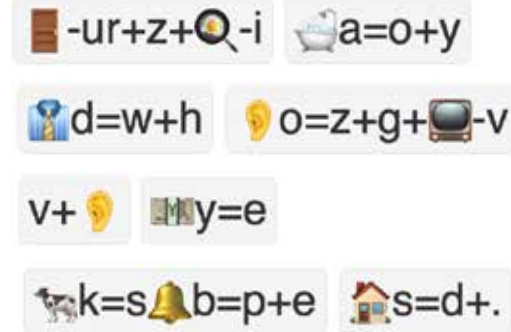 🚪-ur+z+🍳-i 🛁a=o+y
👔d=w+h 👂o=z+g+📺-v
v+👂 💵y=e
🐄k=s🔔b=p+e 🏠s=d+.